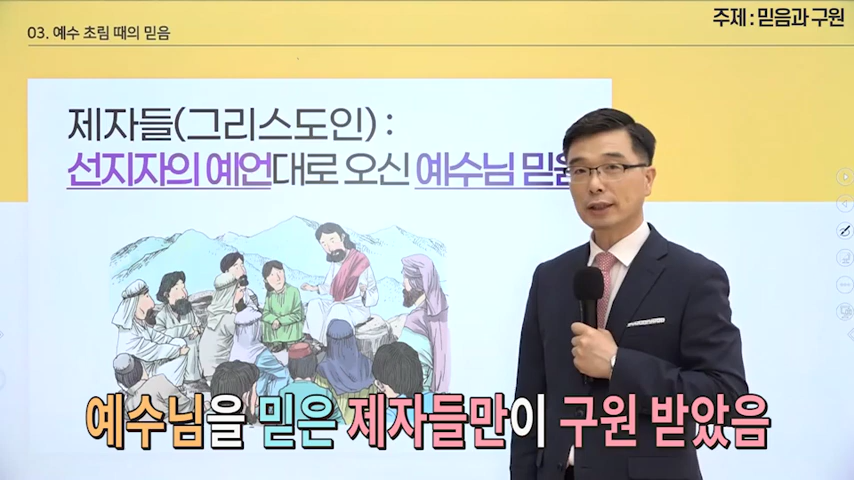 03. 예수 초림 때의 믿음
주제 : 믿음과 구원
제자들(그리스도인) :
선지자의 예언대로 오신 예수님 믿음
예수님을 믿은 제자들만이 구원 받았음